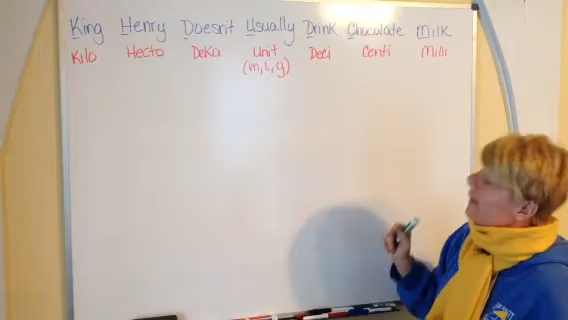 King Henry Doesn't Usually Drink Chocolate Milk
Kilo Hecto DeKa Unit Deci Centi Milli
(m, L, g)